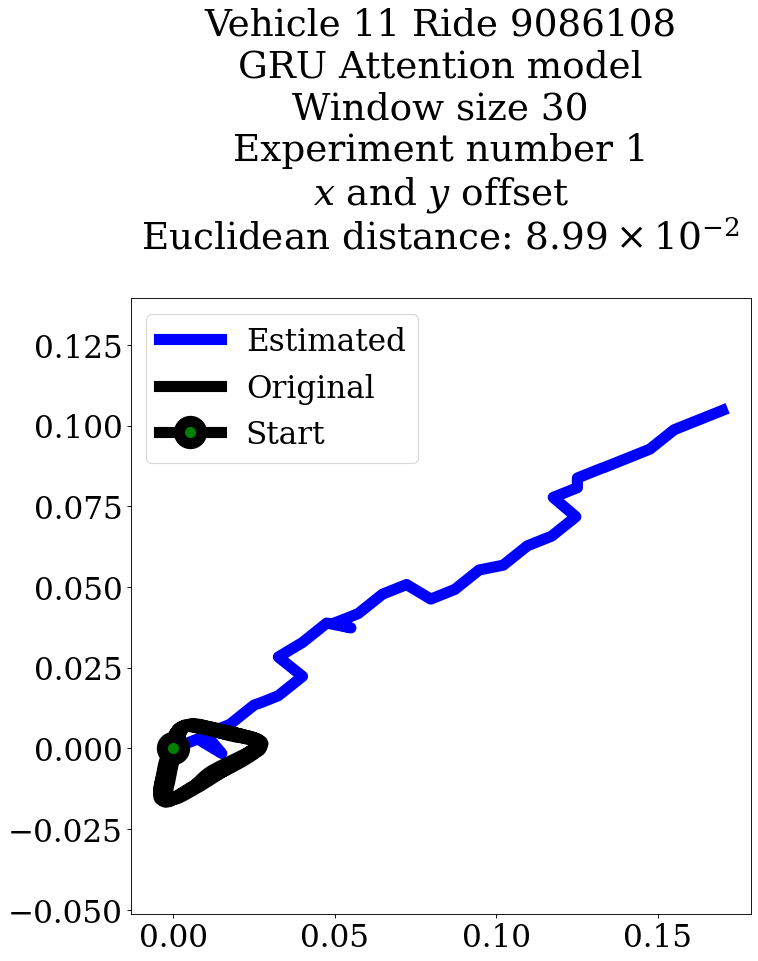 Vehicle 11 Ride 9086108
GRU Attention model
Window size 30
Experiment number 1
x and y offset
Euclidean distance: 8.99 × 10⁻²
Estimated
Original
Start
0.125
0.100
0.075
0.050
0.025
0.000
−0.025
−0.050
0.00 0.05 0.10 0.15